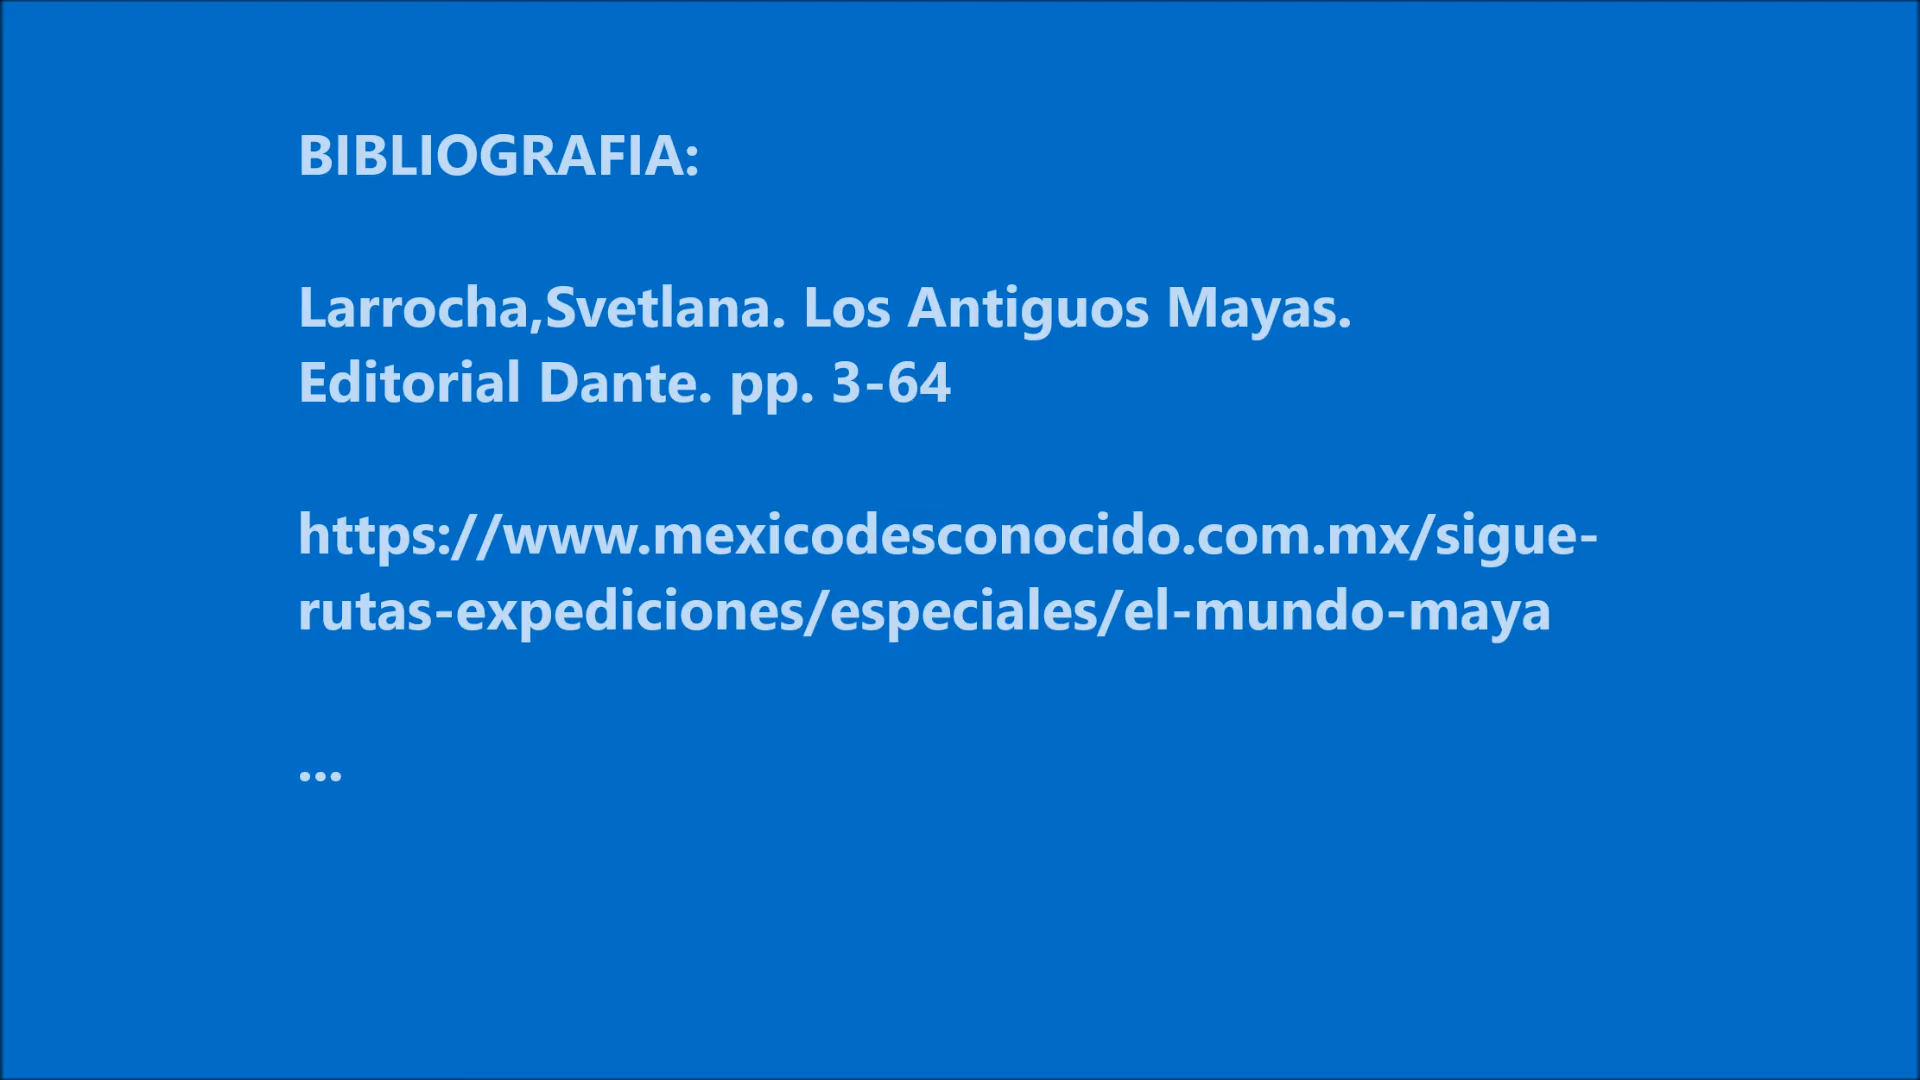 BIBLIOGRAFIA:
Larrocha,Svetlana. Los Antiguos Mayas.
Editorial Dante. pp. 3-64
https://www.mexicodesconocido.com.mx/sigue-
rutas-expediciones/especiales/el-mundo-maya
...